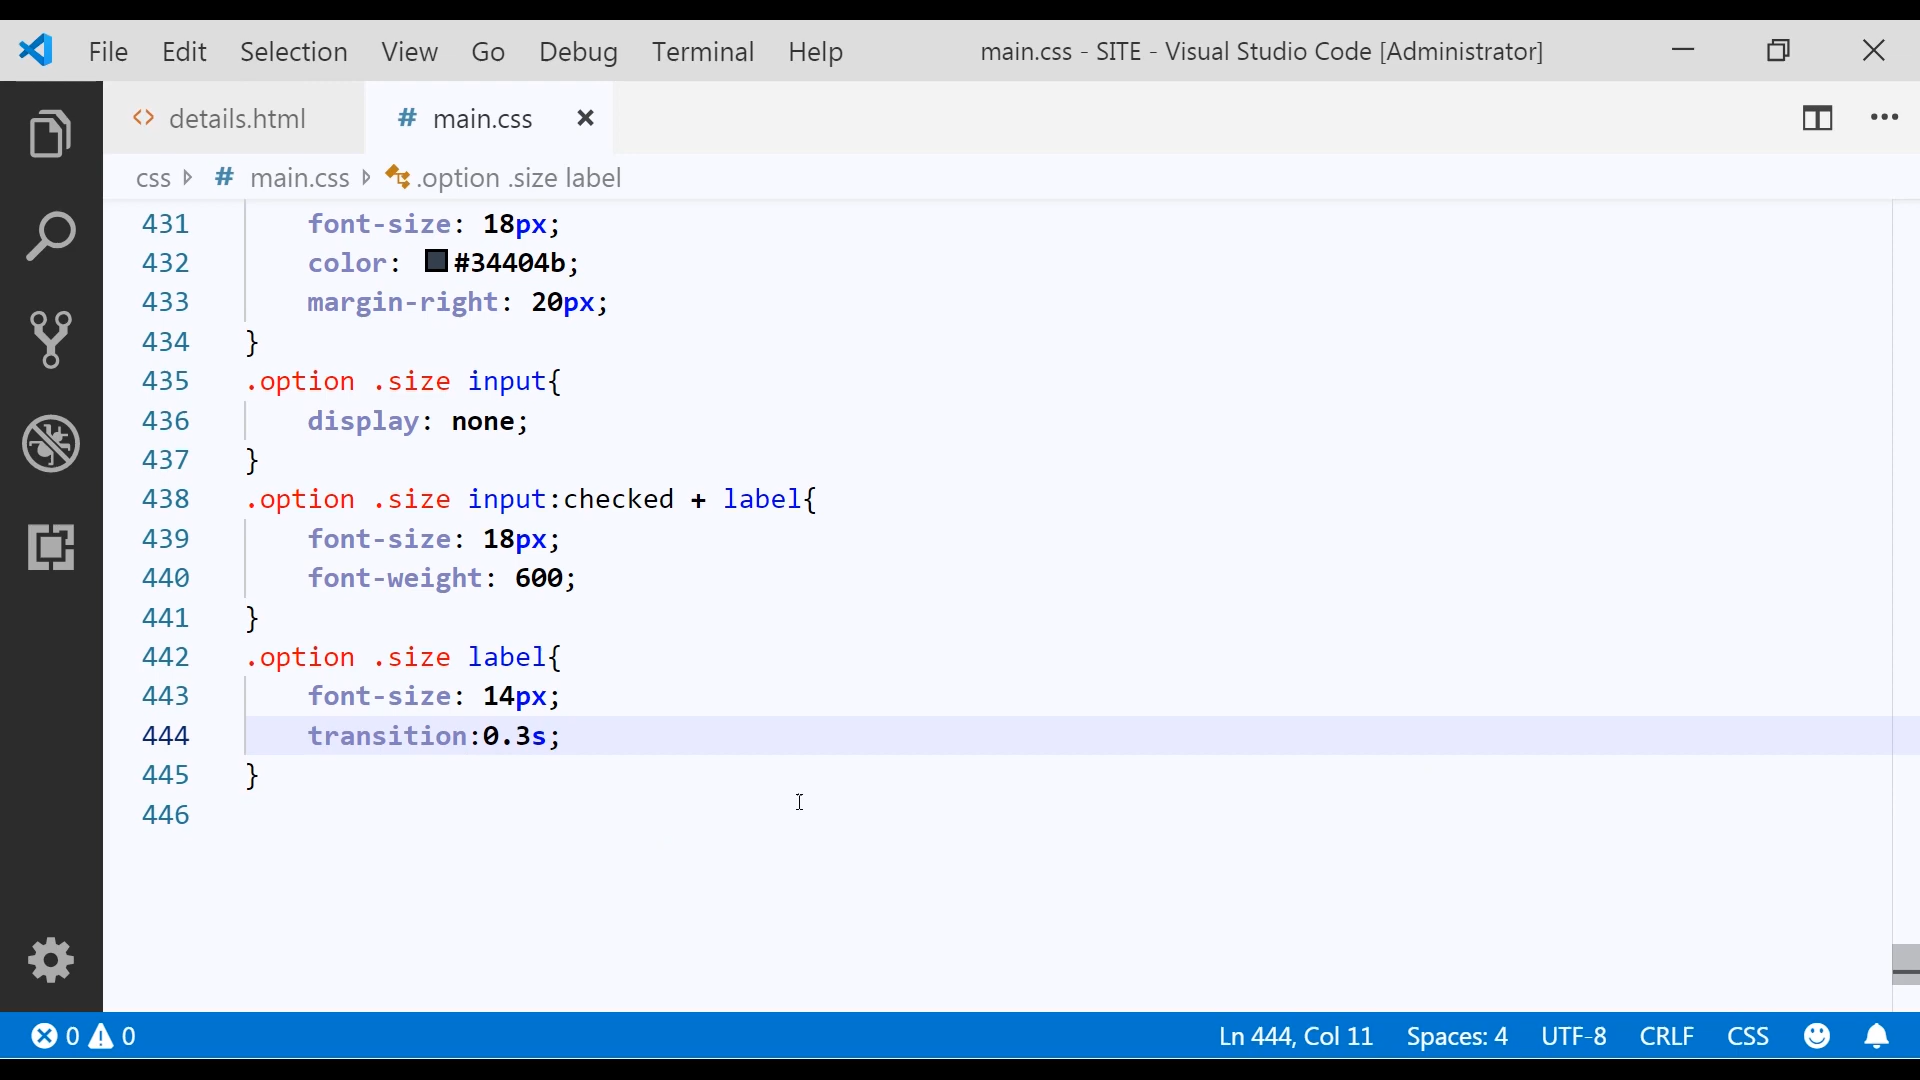 File Edit Selection View Go Debug Terminal Help main.css - SITE - Visual Studio Code [Administrator]
details.html # main.css
css # main.css .option .size label
431 font-size: 18px;
432 color: #34404b;
433 margin-right: 20px;
434 }
435 .option .size input{
436 display: none;
437 }
438 .option .size input:checked + label{
439 font-size: 18px;
440 font-weight: 600;
441 }
442 .option .size label{
443 font-size: 14px;
444 transition:0.3s;
445 }
446
0 0 Ln 444, Col 11 Spaces: 4 UTF-8 CRLF CSS